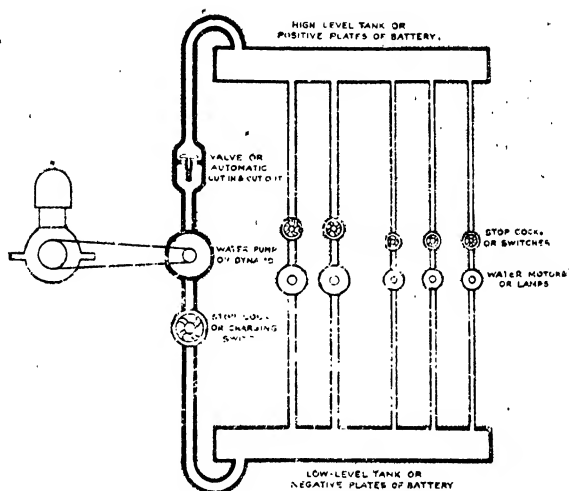 HIGH LEVEL TANK OR
POSITIVE PLATES OF BATTERY.
VALVE OR
AUTOMATIC
CUT IN & CUT OUT
STOP COCKS
OR SWITCHES
WATER PUMP
OR DYNAMO
WATER MOTORS
OR LAMPS
STOP COCK
OR CHARGING
SWITCH
LOW-LEVEL TANK OR
NEGATIVE PLATES OF BATTERY